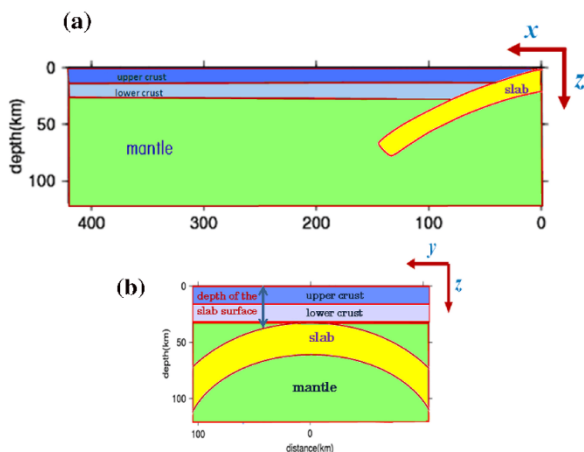 (a)
x
0
upper crust
lower crust
slab
z
50
mantle
100
depth(km)
400 300 200 100 0
(b)
y
z
0
depth of the
slab surface
upper crust
lower crust
slab
50
mantle
100
depth(km)
100 0
distance(km)